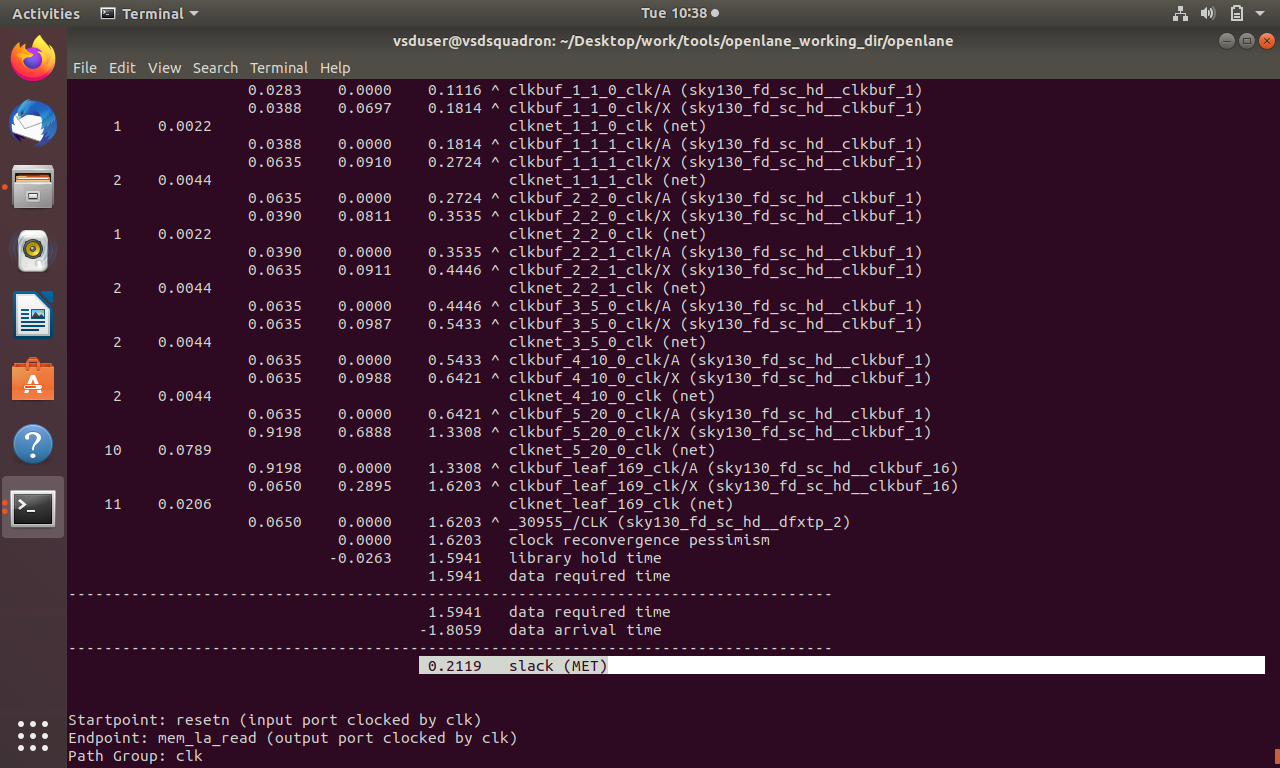 Activities Terminal Tue 10:38
vsduser@vsdsquadron: ~/Desktop/work/tools/openlane_working_dir/openlane
File Edit View Search Terminal Help
0.0283 0.0000 0.1116 ^ clkbuf_1_1_0_clk/A (sky130_fd_sc_hd__clkbuf_1)
0.0388 0.0697 0.1814 ^ clkbuf_1_1_0_clk/X (sky130_fd_sc_hd__clkbuf_1)
1 0.0022 clknet_1_1_0_clk (net)
0.0388 0.0000 0.1814 ^ clkbuf_1_1_1_clk/A (sky130_fd_sc_hd__clkbuf_1)
0.0635 0.0910 0.2724 ^ clkbuf_1_1_1_clk/X (sky130_fd_sc_hd__clkbuf_1)
2 0.0044 clknet_1_1_1_clk (net)
0.0635 0.0000 0.2724 ^ clkbuf_2_2_0_clk/A (sky130_fd_sc_hd__clkbuf_1)
0.0390 0.0811 0.3535 ^ clkbuf_2_2_0_clk/X (sky130_fd_sc_hd__clkbuf_1)
1 0.0022 clknet_2_2_0_clk (net)
0.0390 0.0000 0.3535 ^ clkbuf_2_2_1_clk/A (sky130_fd_sc_hd__clkbuf_1)
0.0635 0.0911 0.4446 ^ clkbuf_2_2_1_clk/X (sky130_fd_sc_hd__clkbuf_1)
2 0.0044 clknet_2_2_1_clk (net)
0.0635 0.0000 0.4446 ^ clkbuf_3_5_0_clk/A (sky130_fd_sc_hd__clkbuf_1)
0.0635 0.0987 0.5433 ^ clkbuf_3_5_0_clk/X (sky130_fd_sc_hd__clkbuf_1)
2 0.0044 clknet_3_5_0_clk (net)
0.0635 0.0000 0.5433 ^ clkbuf_4_10_0_clk/A (sky130_fd_sc_hd__clkbuf_1)
0.0635 0.0988 0.6421 ^ clkbuf_4_10_0_clk/X (sky130_fd_sc_hd__clkbuf_1)
2 0.0044 clknet_4_10_0_clk (net)
0.0635 0.0000 0.6421 ^ clkbuf_5_20_0_clk/A (sky130_fd_sc_hd__clkbuf_1)
0.9198 0.6888 1.3308 ^ clkbuf_5_20_0_clk/X (sky130_fd_sc_hd__clkbuf_1)
10 0.0789 clknet_5_20_0_clk (net)
0.9198 0.0000 1.3308 ^ clkbuf_leaf_169_clk/A (sky130_fd_sc_hd__clkbuf_16)
0.0650 0.2895 1.6203 ^ clkbuf_leaf_169_clk/X (sky130_fd_sc_hd__clkbuf_16)
11 0.0206 clknet_leaf_169_clk (net)
0.0650 0.0000 1.6203 ^ _30955_/CLK (sky130_fd_sc_hd__dfxtp_2)
0.0000 1.6203 clock reconvergence pessimism
-0.0263 1.5941 library hold time
1.5941 data required time
-------------------------------------------------------------------------------------
1.5941 data required time
-1.8059 data arrival time
-------------------------------------------------------------------------------------
0.2119 slack (MET)
Startpoint: resetn (input port clocked by clk)
Endpoint: mem_la_read (output port clocked by clk)
Path Group: clk